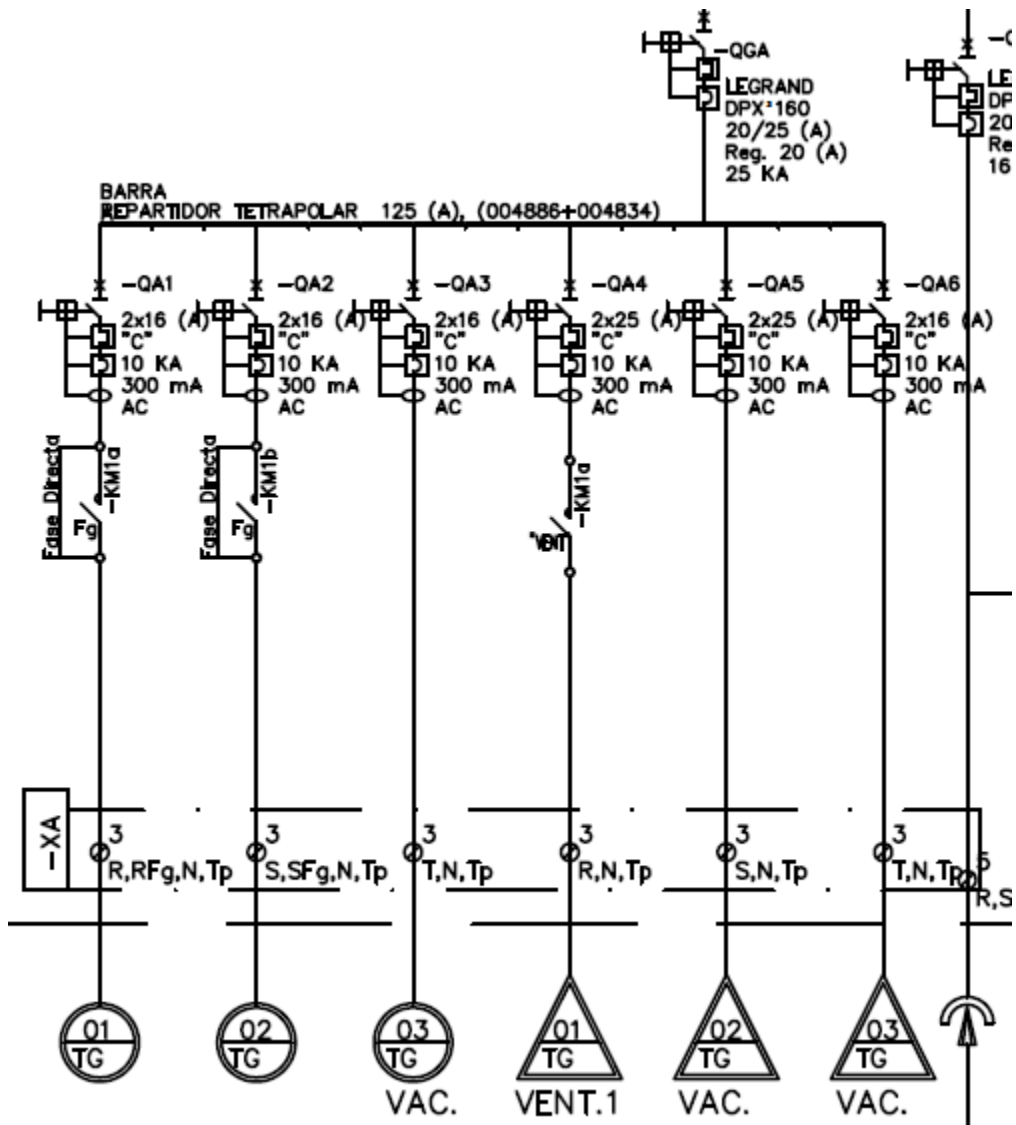 -QGA
LEGRAND
DPX³160
20/25 (A)
Reg. 20 (A)
25 KA
20
16
BARRA
REPARTIDOR TETRAPOLAR 125 (A), (004886+004834)
-QA1
2x16 (A)
"C"
10 KA
300 mA
AC
-QA2
2x16 (A)
"C"
10 KA
300 mA
AC
-QA3
2x16 (A)
"C"
10 KA
300 mA
AC
-QA4
2x25 (A)
"C"
10 KA
300 mA
AC
-QA5
2x25 (A)
"C"
10 KA
300 mA
AC
-QA6
2x16 (A)
"C"
10 KA
300 mA
AC
Fase Directa
Fg
-KM1a
Fase Directa
Fg
-KM1b
"VENT"
-KM1a
-XA
3
R,RFg,N,Tp
3
S,SFg,N,Tp
3
T,N,Tp
3
R,N,Tp
3
S,N,Tp
3
T,N,Tp
5
R,S
01
TG
02
TG
03
TG
VAC.
01
TG
VENT.1
02
TG
VAC.
03
TG
VAC.